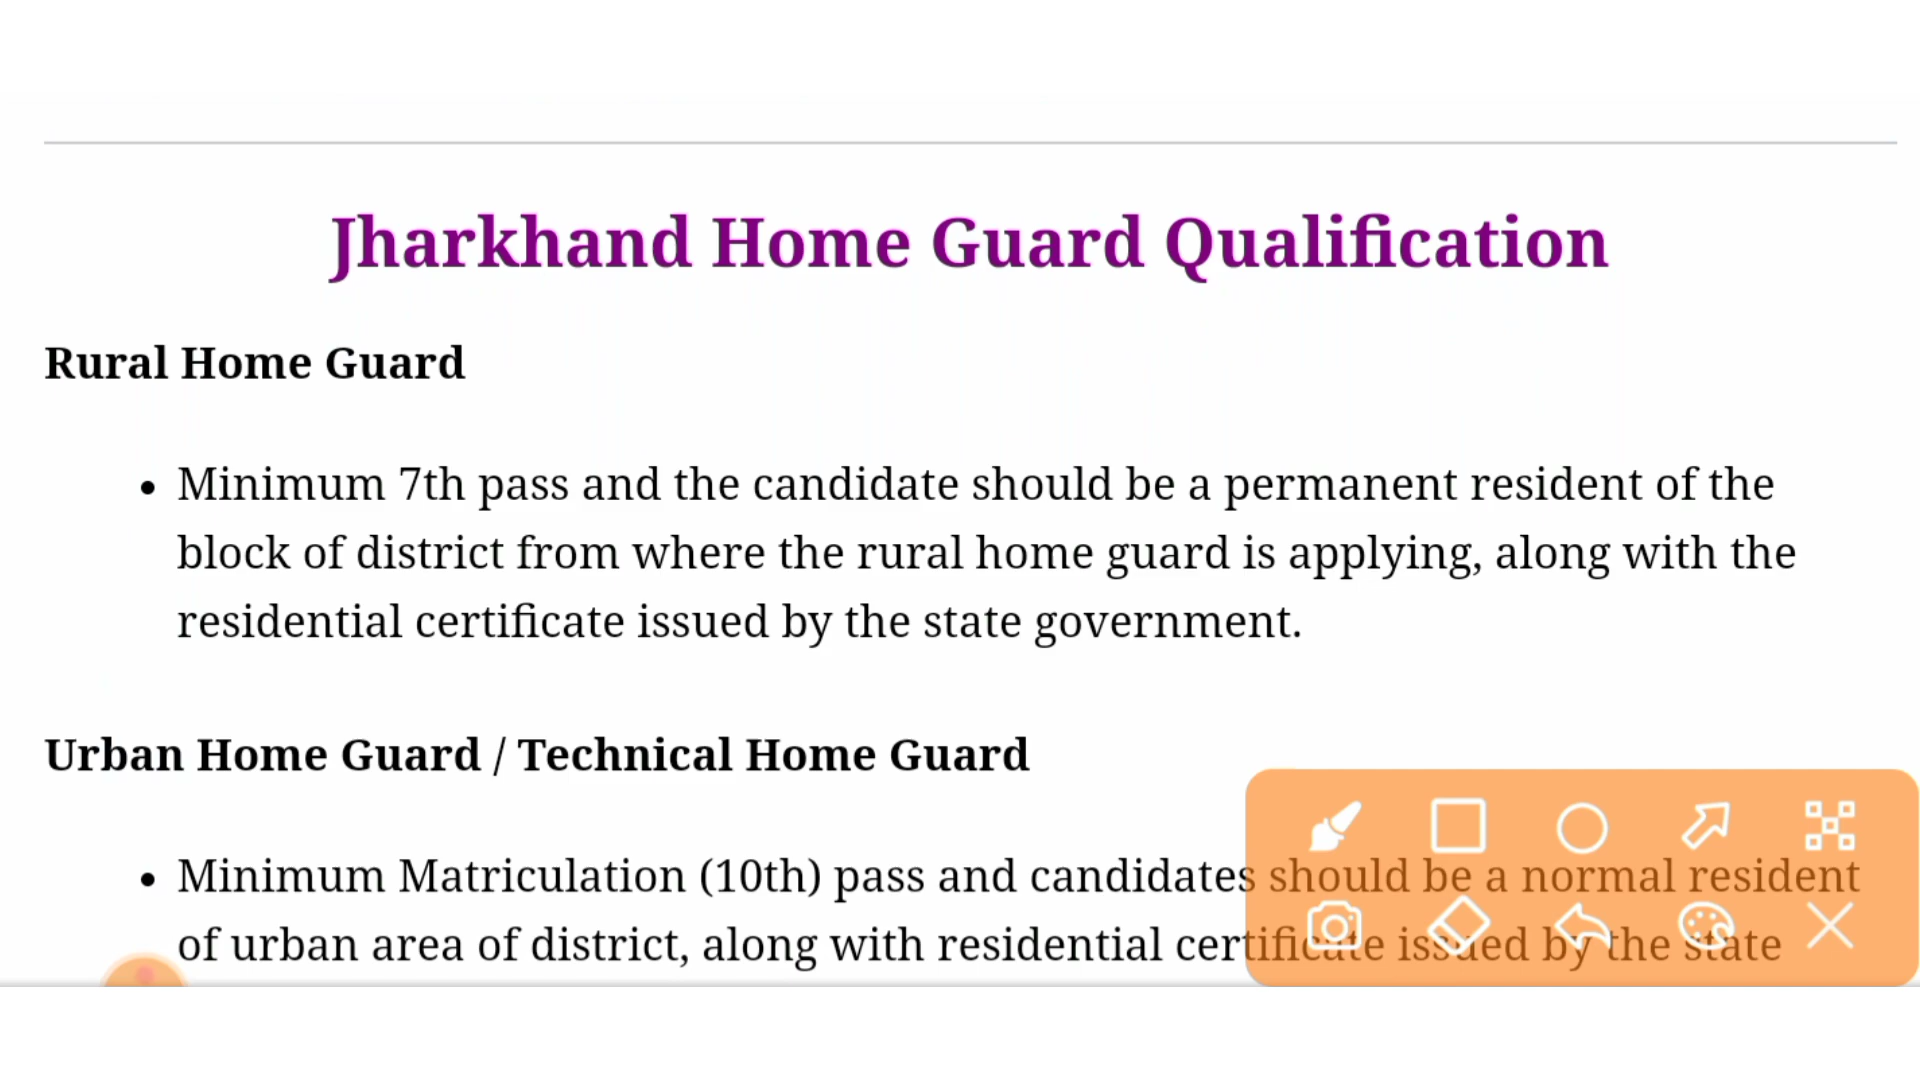 Jharkhand Home Guard Qualification
Rural Home Guard
• Minimum 7th pass and the candidate should be a permanent resident of the
block of district from where the rural home guard is applying, along with the
residential certificate issued by the state government.
Urban Home Guard / Technical Home Guard
• Minimum Matriculation (10th) pass and candidates should be a normal resident
of urban area of district, along with residential certificate issued by the state